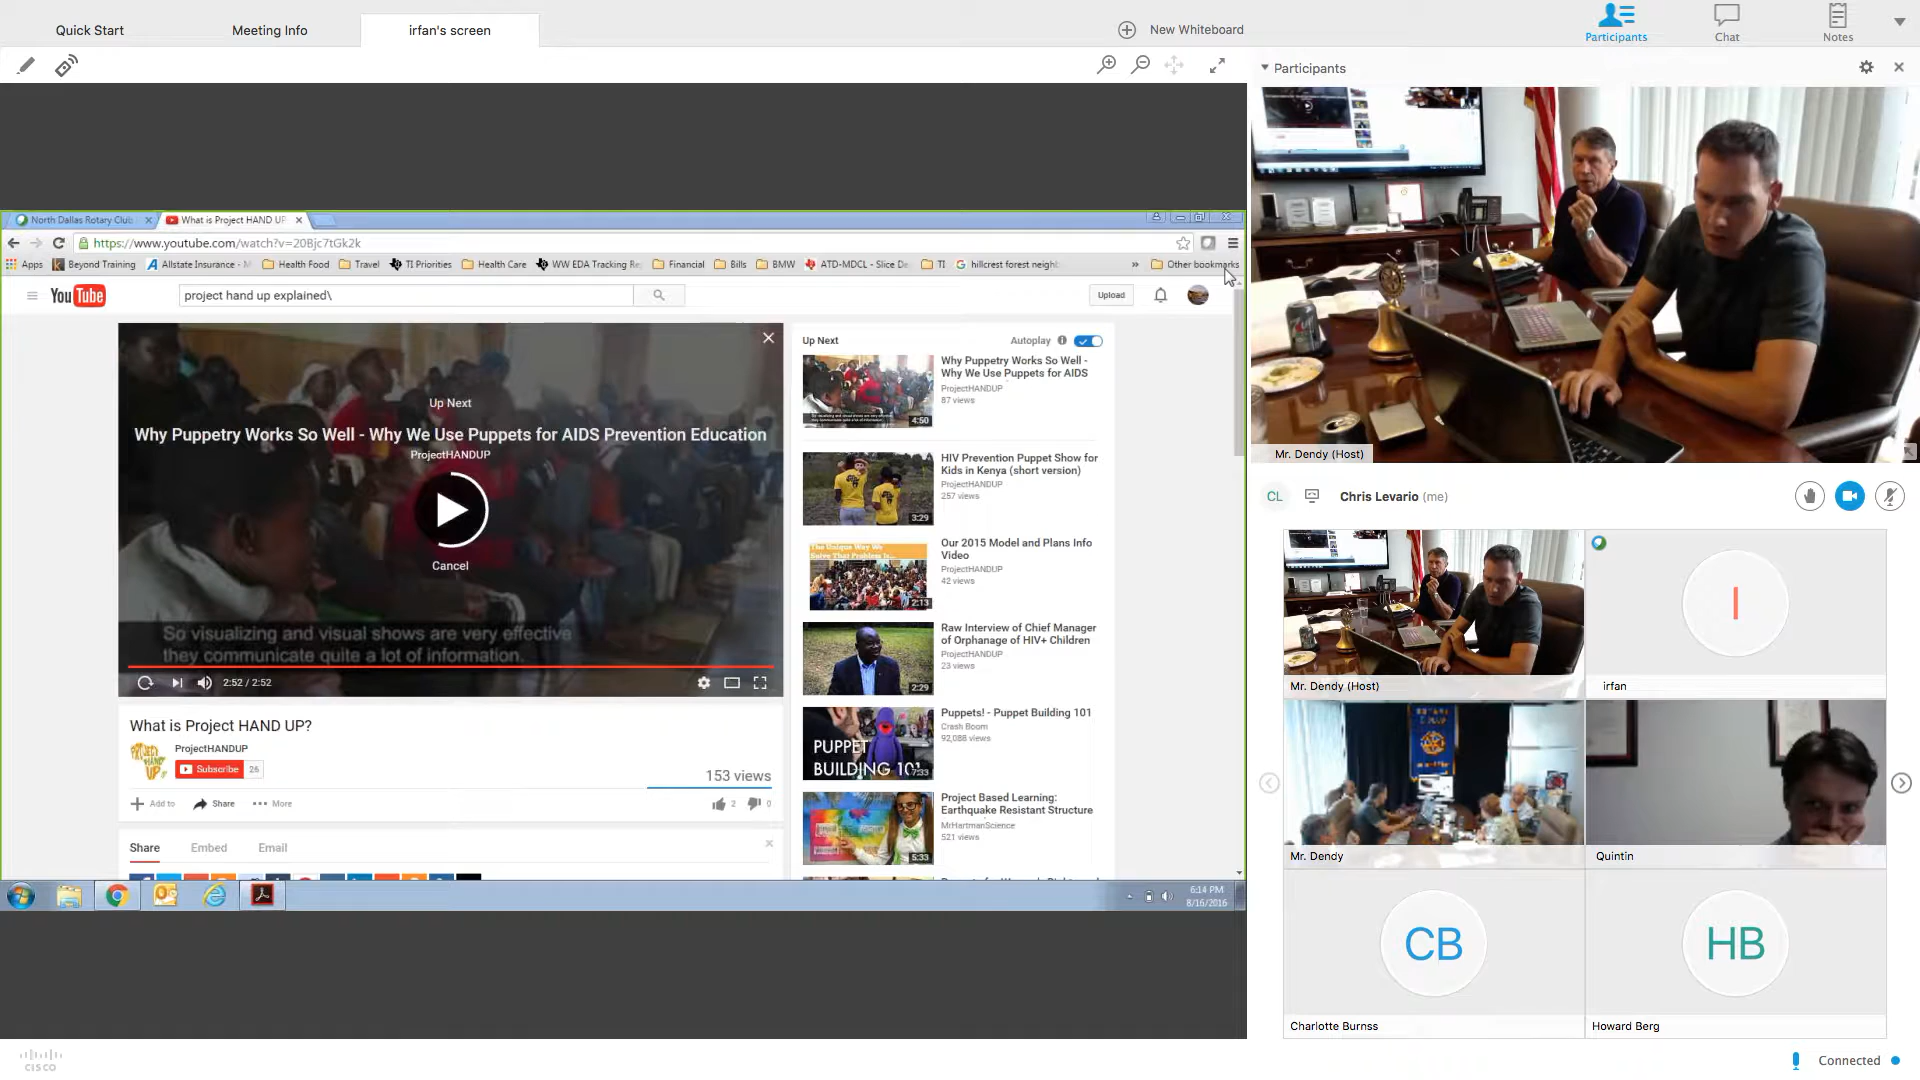 Quick Start
Meeting Info
irfan's screen
New Whiteboard
Participants
Chat
Notes
Participants
North Dallas Rotary Club
What is Project HAND UP
https://www.youtube.com/watch?v=20Bjc7tGk2k
Apps
Beyond Training
Allstate Insurance - M
Health Food
Travel
TI Priorities
Health Care
WW EDA Tracking Re
Financial
Bills
BMW
ATD-MDCL - Slice De
TI
hillcrest forest neighb
»
Other bookmarks
YouTube
project hand up explained\
Upload
Up Next
Why Puppetry Works So Well - Why We Use Puppets for AIDS Prevention Education
ProjectHANDUP
Cancel
So visualizing and visual shows are very effective
they communicate quite a lot of information.
2:52 / 2:52
What is Project HAND UP?
PROJECT
HAND
UP
ProjectHANDUP
Subscribe
26
153 views
Add to
Share
More
2
0
Share
Embed
Email
Up Next
Autoplay
Why Puppetry Works So Well -
Why We Use Puppets for AIDS
ProjectHANDUP
87 views
4:50
HIV Prevention Puppet Show for
Kids in Kenya (short version)
ProjectHANDUP
257 views
3:29
The Unique Way We
Solve That Problem Is...
Our 2015 Model and Plans Info
Video
ProjectHANDUP
42 views
2:13
Raw Interview of Chief Manager
of Orphanage of HIV+ Children
ProjectHANDUP
23 views
2:29
PUPPET
BUILDING 101
Puppets! - Puppet Building 101
Crash Boom
92,088 views
7:33
Project Based Learning:
Earthquake Resistant Structure
MrHartmanScience
521 views
5:33
6:14 PM
8/16/2016
Mr. Dendy (Host)
CL
Chris Levario (me)
Mr. Dendy (Host)
I
irfan
Mr. Dendy
Quintin
CB
Charlotte Burnss
HB
Howard Berg
CISCO
Connected